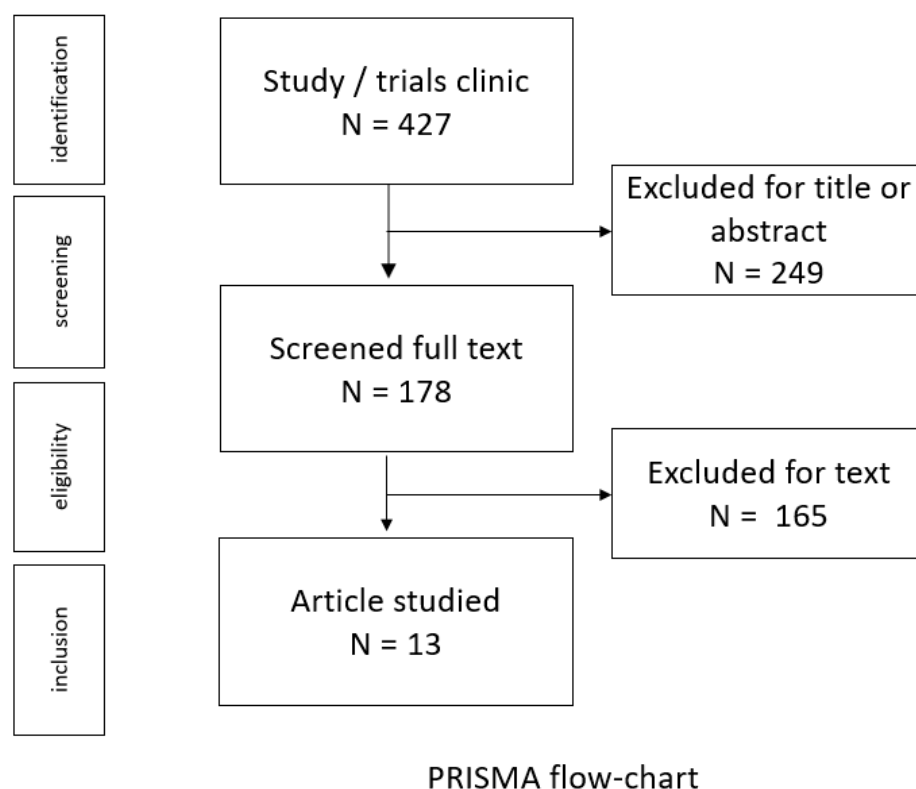 identification
Study / trials clinic
N = 427
Excluded for title or
abstract
N = 249
screening
Screened full text
N = 178
eligibility
Excluded for text
N =  165
inclusion
Article studied
N = 13
PRISMA flow-chart